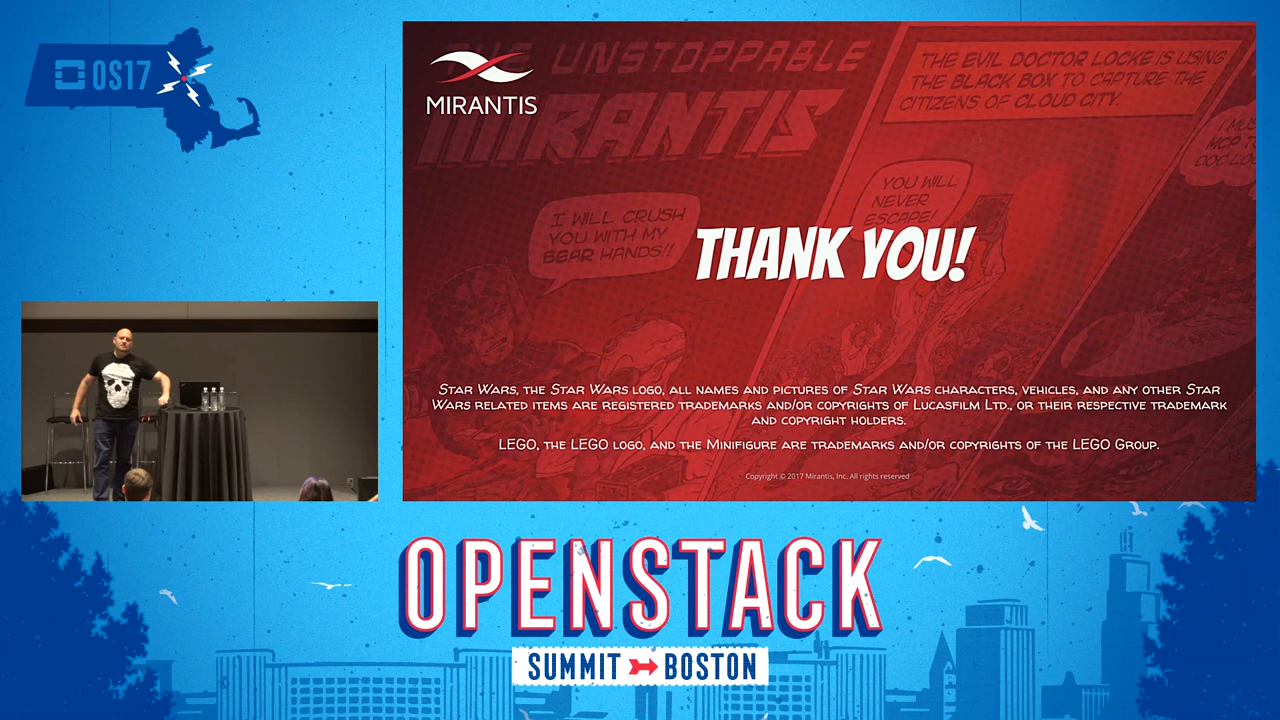 OS17
MIRANTIS
THE UNSTOPPABLE
MIRANTIS
THE EVIL DOCTOR LOCKE IS USING
THE BLACK BOX TO CAPTURE THE
CITIZENS OF CLOUD CITY.
I WILL CRUSH
YOU WITH MY
BEAR HANDS!!
YOU WILL
NEVER
ESCAPE!
THANK YOU!
STAR WARS, THE STAR WARS LOGO, ALL NAMES AND PICTURES OF STAR WARS CHARACTERS, VEHICLES, AND ANY OTHER STAR
WARS RELATED ITEMS ARE REGISTERED TRADEMARKS AND/OR COPYRIGHTS OF LUCASFILM LTD., OR THEIR RESPECTIVE TRADEMARK
AND COPYRIGHT HOLDERS.
LEGO, THE LEGO LOGO, AND THE MINIFIGURE ARE TRADEMARKS AND/OR COPYRIGHTS OF THE LEGO GROUP.
Copyright © 2017 Mirantis, Inc. All rights reserved
OPENSTACK
SUMMIT BOSTON